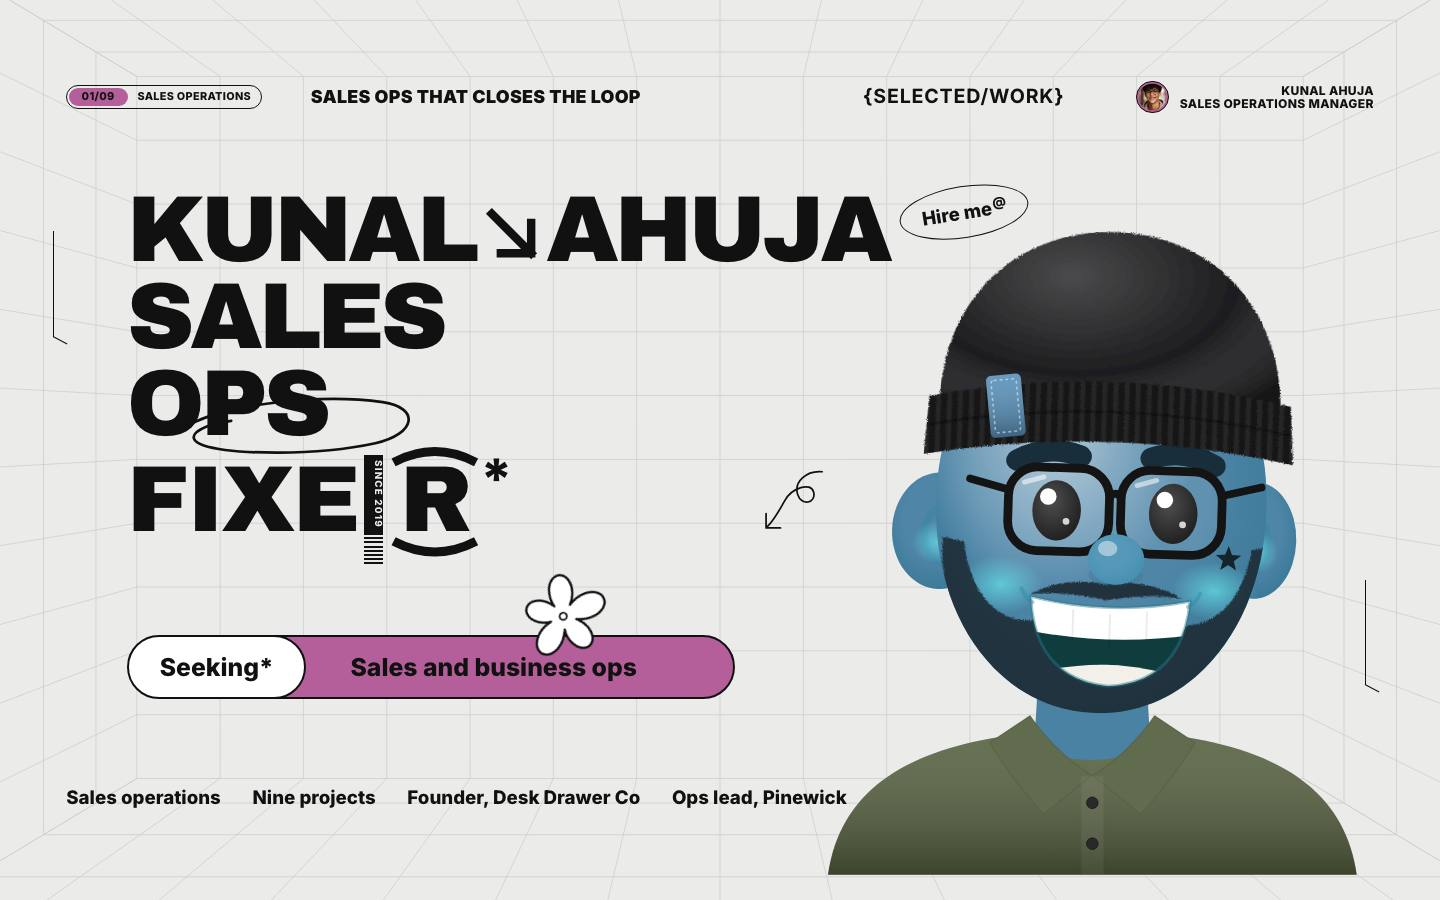 01/09 SALES OPERATIONS
SALES OPS THAT CLOSES THE LOOP
{SELECTED/WORK}
KUNAL AHUJA
SALES OPERATIONS MANAGER
KUNAL↘AHUJA
Hire me@
SALES
OPS
FIXER*
SINCE 2019
Seeking*
Sales and business ops
Sales operations
Nine projects
Founder, Desk Drawer Co
Ops lead, Pinewick